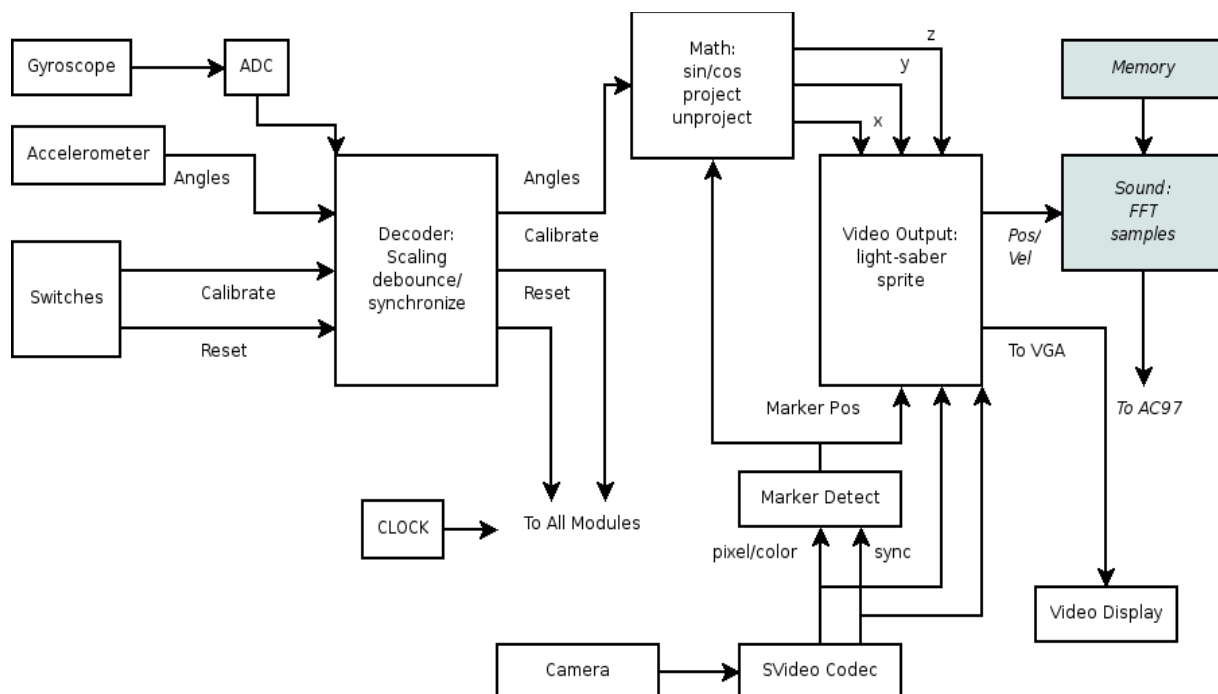 Gyroscope
ADC
Accelerometer
Angles
Switches
Calibrate
Reset
Decoder:
Scaling
debounce/
synchronize
Angles
Calibrate
Reset
CLOCK
To All Modules
Math:
sin/cos
project
unproject
z
y
x
Video Output:
light-saber
sprite
Memory
Sound:
FFT
samples
Pos/
Vel
To VGA
To AC97
Marker Pos
Marker Detect
pixel/color
sync
Camera
SVideo Codec
Video Display